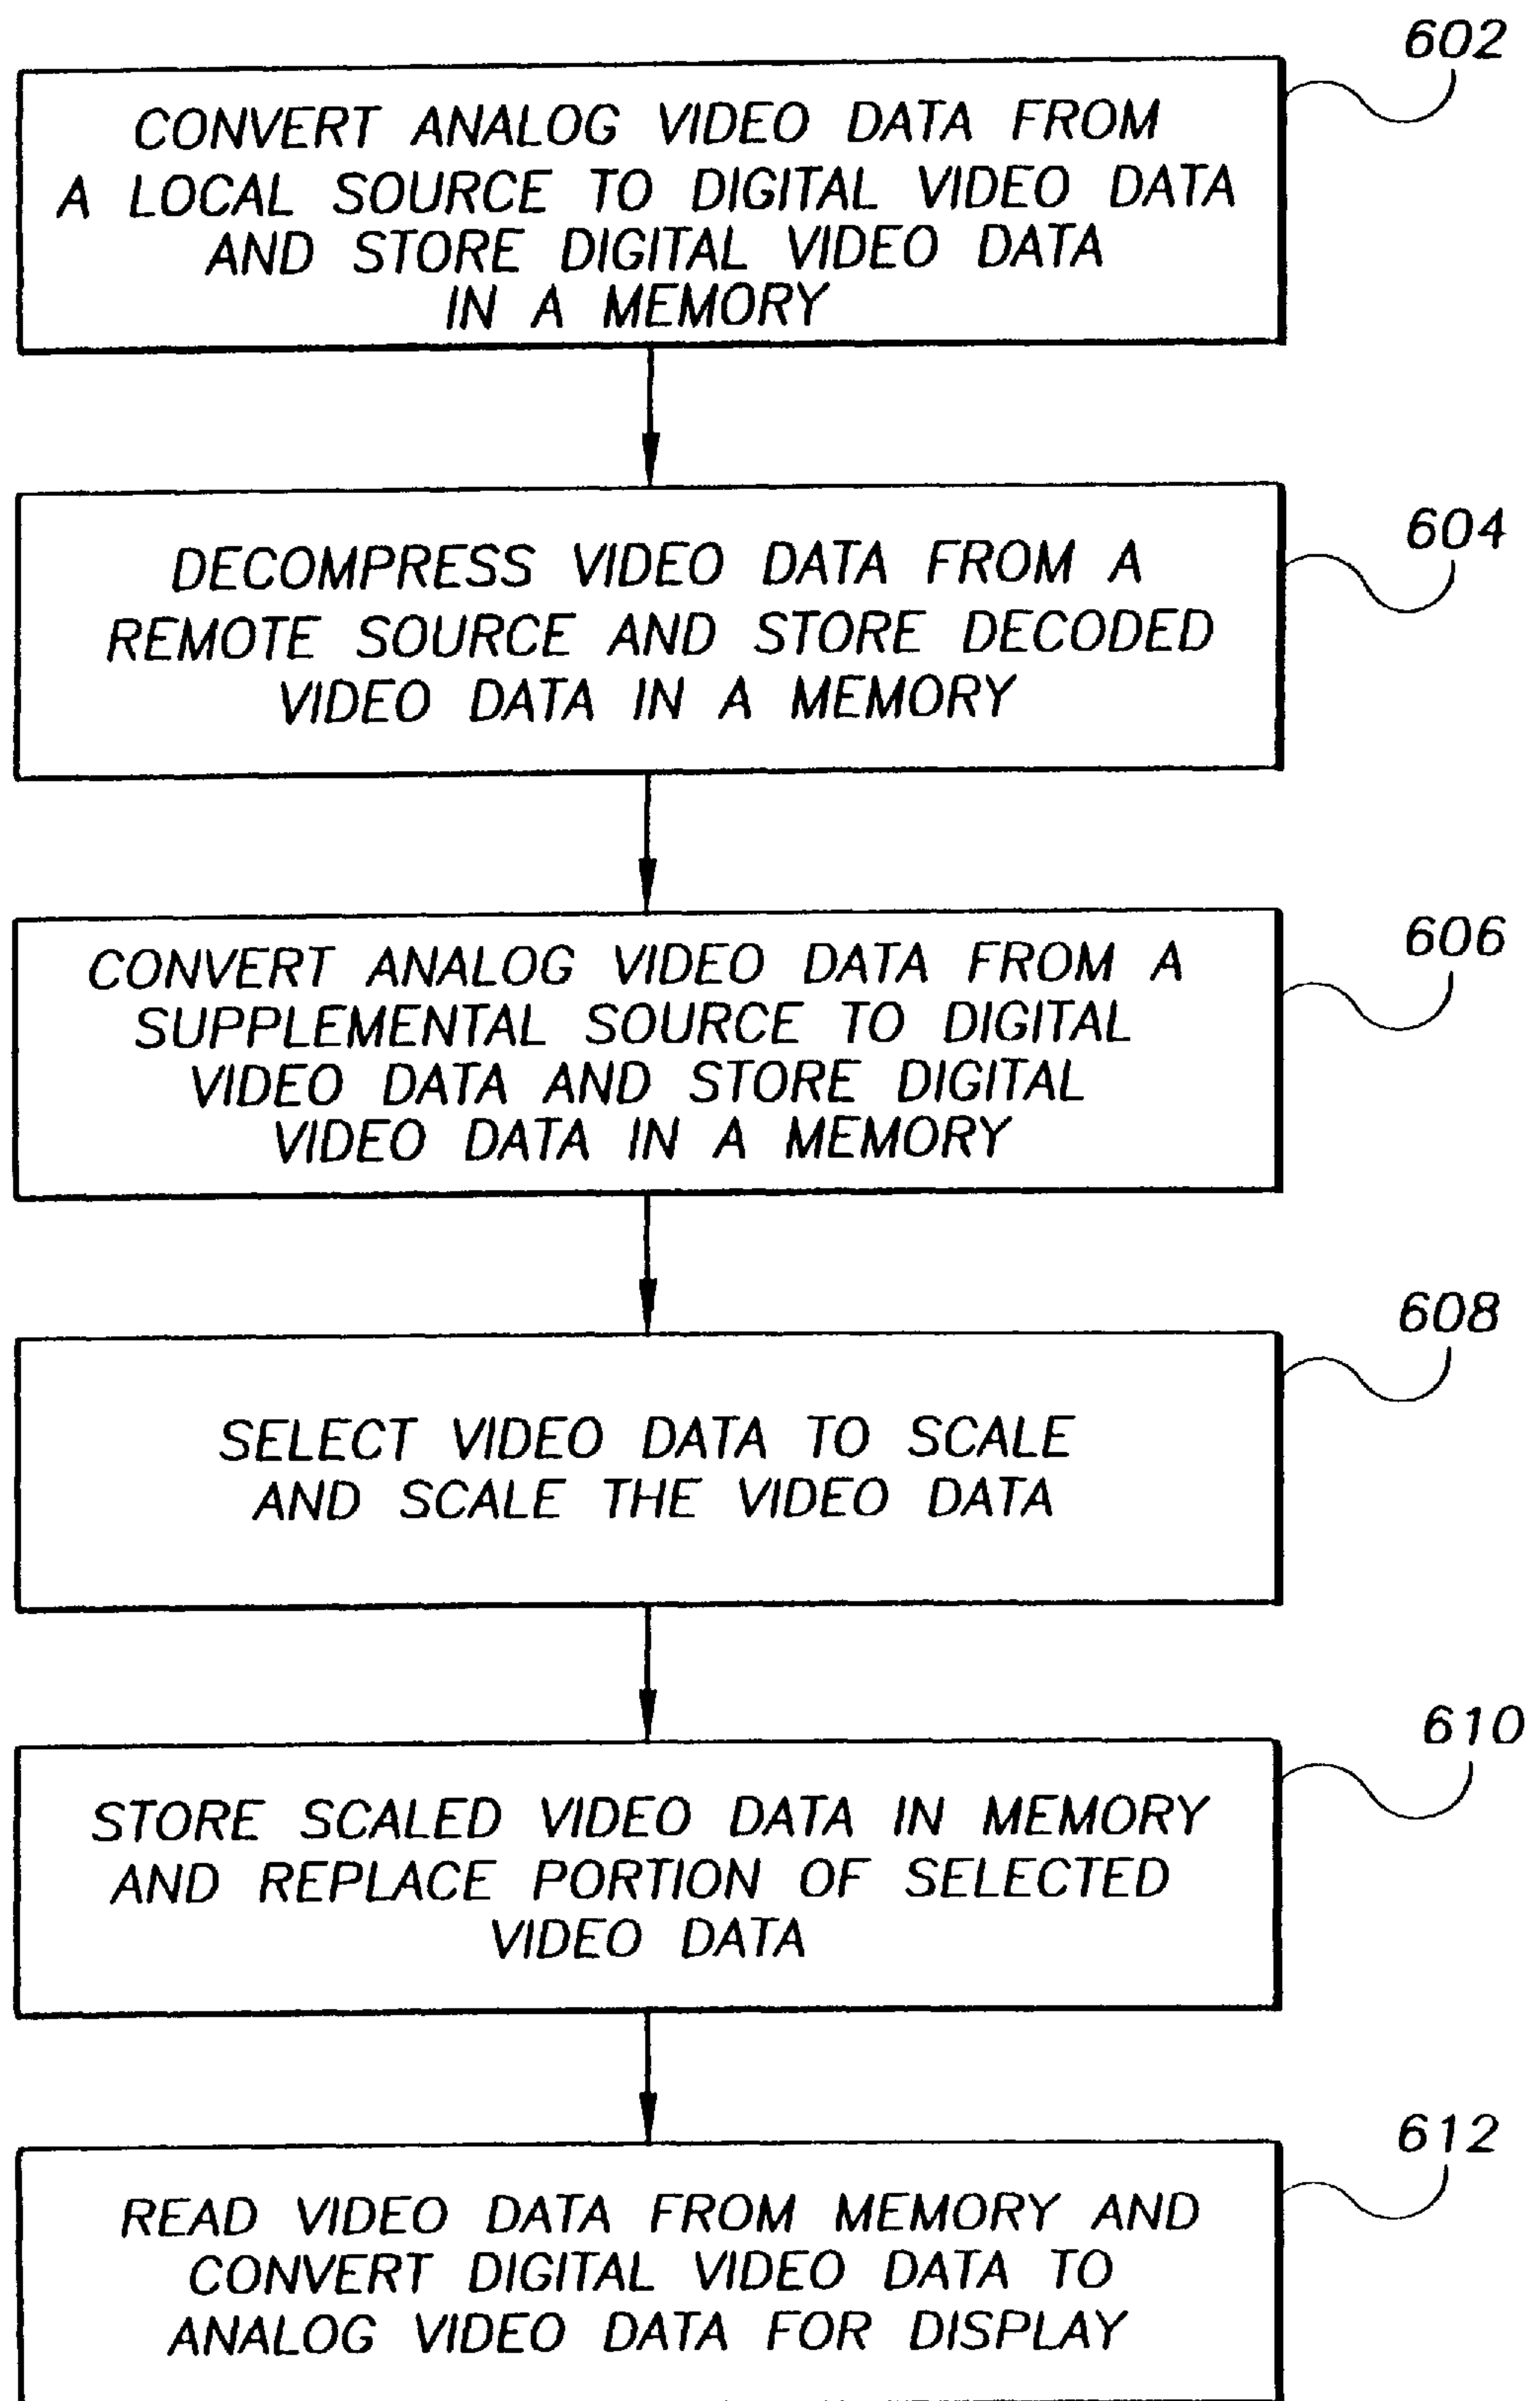 602
CONVERT ANALOG VIDEO DATA FROM
A LOCAL SOURCE TO DIGITAL VIDEO DATA
AND STORE DIGITAL VIDEO DATA
IN A MEMORY
604
DECOMPRESS VIDEO DATA FROM A
REMOTE SOURCE AND STORE DECODED
VIDEO DATA IN A MEMORY
606
CONVERT ANALOG VIDEO DATA FROM A
SUPPLEMENTAL SOURCE TO DIGITAL
VIDEO DATA AND STORE DIGITAL
VIDEO DATA IN A MEMORY
608
SELECT VIDEO DATA TO SCALE
AND SCALE THE VIDEO DATA
610
STORE SCALED VIDEO DATA IN MEMORY
AND REPLACE PORTION OF SELECTED
VIDEO DATA
612
READ VIDEO DATA FROM MEMORY AND
CONVERT DIGITAL VIDEO DATA TO
ANALOG VIDEO DATA FOR DISPLAY